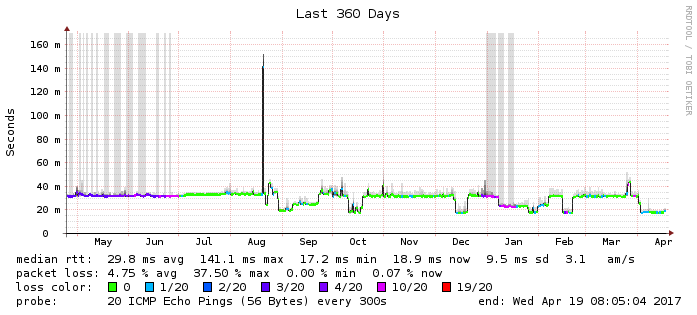 Last 360 Days
RRDTOOL / TOBI OETIKER
Seconds
160 m
140 m
120 m
100 m
80 m
60 m
40 m
20 m
0
May Jun Jul Aug Sep Oct Nov Dec Jan Feb Mar Apr
median rtt: 29.8 ms avg 141.1 ms max 17.2 ms min 18.9 ms now 9.5 ms sd 3.1 am/s
packet loss: 4.75 % avg 37.50 % max 0.00 % min 0.07 % now
loss color: 0 1/20 2/20 3/20 4/20 10/20 19/20
probe: 20 ICMP Echo Pings (56 Bytes) every 300s end: Wed Apr 19 08:05:04 2017